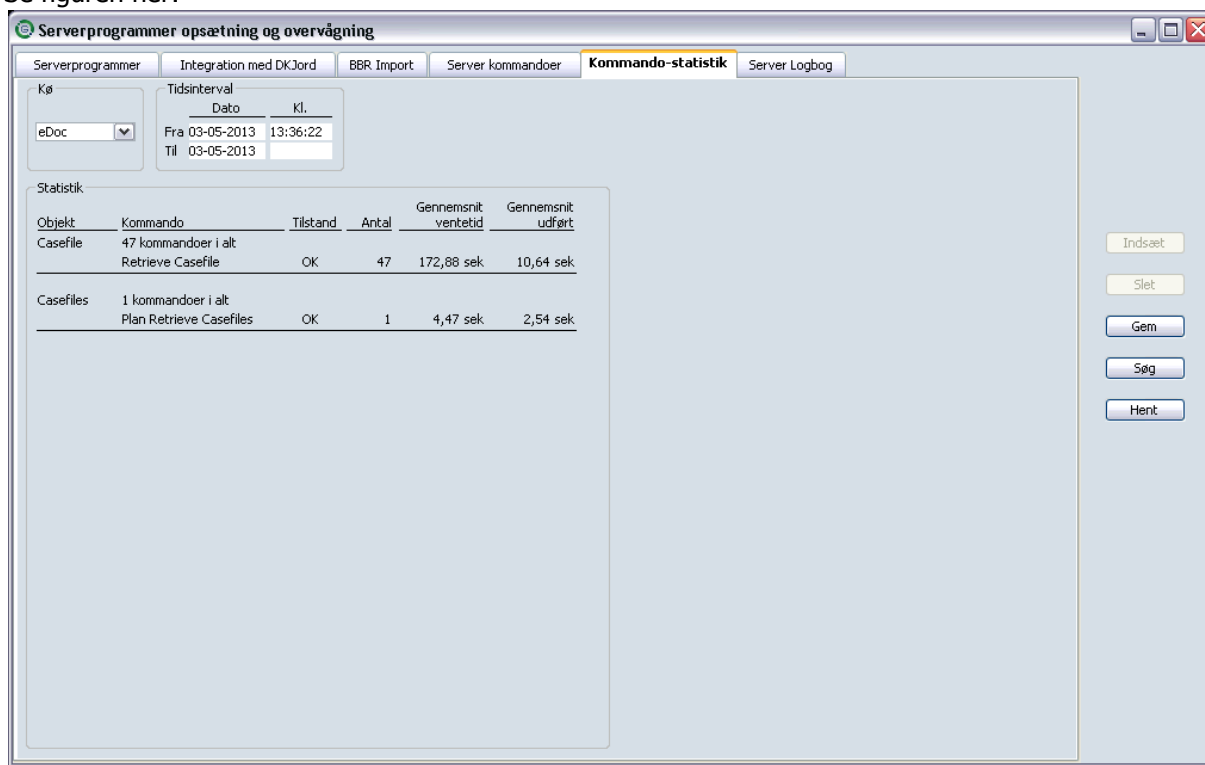 Se figuren her:
Serverprogrammer opsætning og overvågning
Serverprogrammer Integration med DKJord BBR Import Server kommandoer Kommando-statistik Server Logbog
Kø Tidsinterval
Dato Kl.
eDoc Fra 03-05-2013 13:36:22
Til 03-05-2013
Statistik
Gennemsnit Gennemsnit
Objekt Kommando Tilstand Antal ventetid udført
Casefile 47 kommandoer i alt
Retrieve Casefile OK 47 172,88 sek 10,64 sek
Casefiles 1 kommandoer i alt
Plan Retrieve Casefiles OK 1 4,47 sek 2,54 sek
Indsæt
Slet
Gem
Søg
Hent